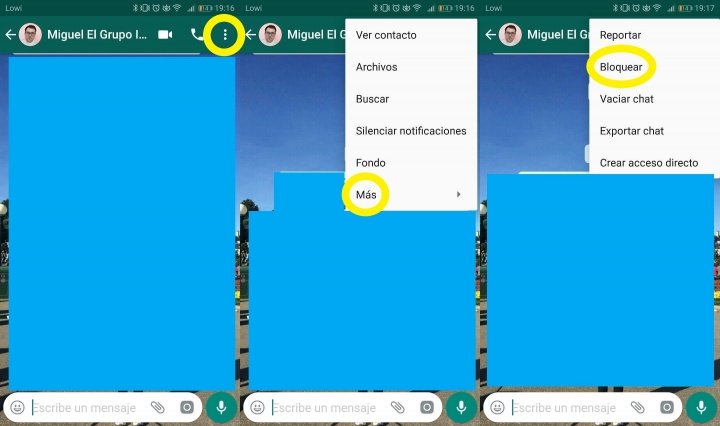 Lowi
19:16
Miguel El Grupo I...
Escribe un mensaje
Lowi
19:16
Miguel El G
Ver contacto
Archivos
Buscar
Silenciar notificaciones
Fondo
Más
Escribe un mensaje
Lowi
19:17
Miguel El Gr
Reportar
Bloquear
Vaciar chat
Exportar chat
Crear acceso directo
Escribe un mensaje